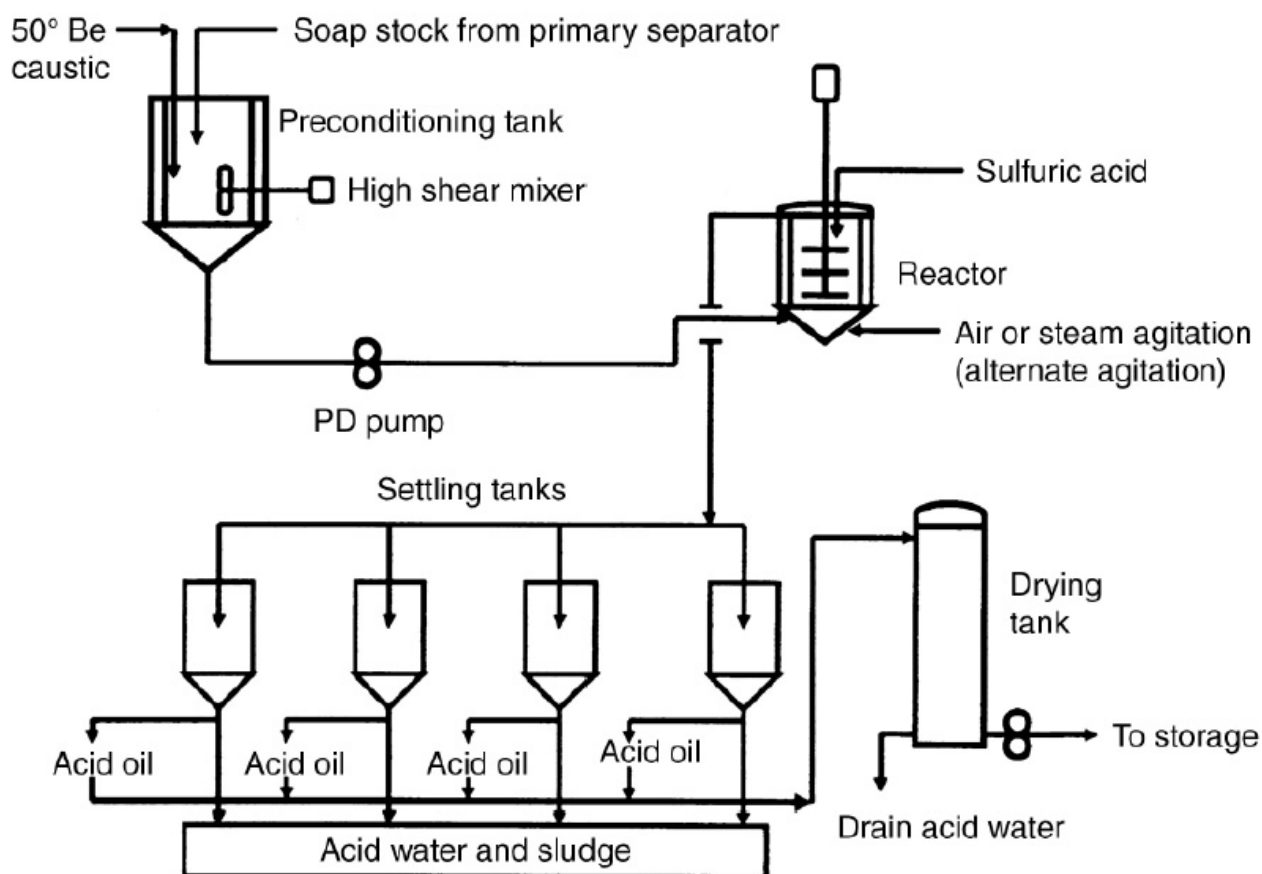 50° Be
caustic
Soap stock from primary separator
Preconditioning tank
High shear mixer
Sulfuric acid
Reactor
Air or steam agitation
(alternate agitation)
PD pump
Settling tanks
Drying
tank
Acid oil
Acid oil
Acid oil
Acid oil
To storage
Drain acid water
Acid water and sludge